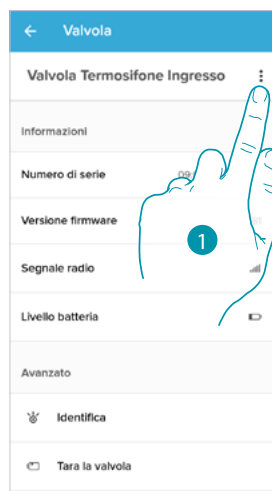 Valvola
Valvola Termosifone Ingresso
Informazioni
Numero di serie 09:
Versione firmware
Segnale radio
Livello batteria
Avanzato
Identifica
Tara la valvola
1